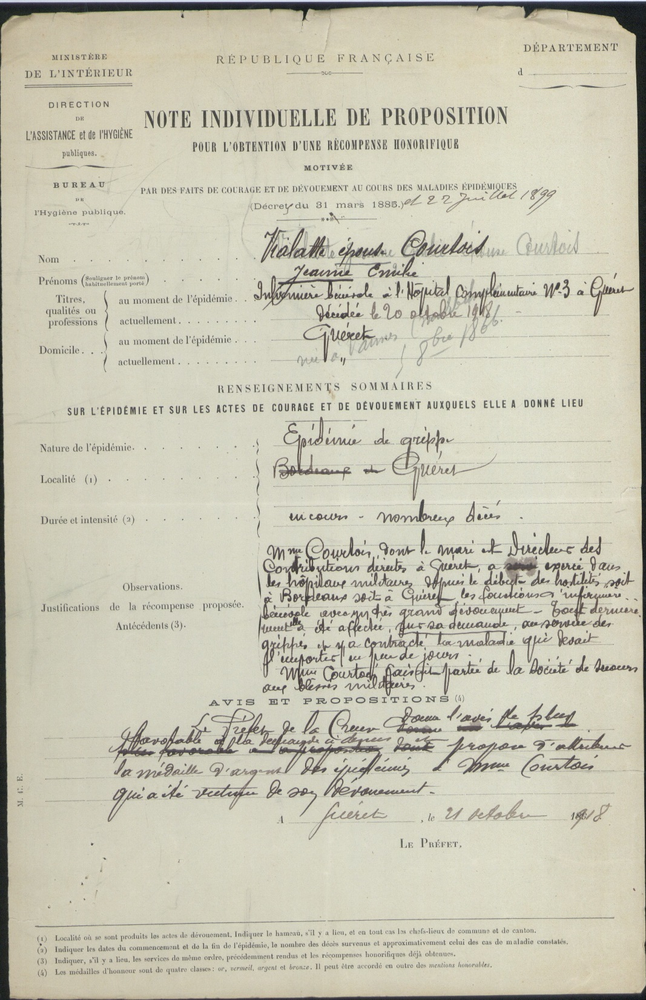 MINISTÈRE
DE L'INTÉRIEUR
DIRECTION
DE
L'ASSISTANCE et de l'HYGIÈNE
publiques.
BUREAU
DE
l'Hygiène publique.
RÉPUBLIQUE FRANÇAISE
DÉPARTEMENT
d
NOTE INDIVIDUELLE DE PROPOSITION
POUR L'OBTENTION D'UNE RÉCOMPENSE HONORIFIQUE
MOTIVÉE
PAR DES FAITS DE COURAGE ET DE DÉVOUEMENT AU COURS DES MALADIES ÉPIDÉMIQUES
(Décrets du 31 mars 1885.) et 22 Juillet 1899
Nom . . . Vialatte épouse Courtois épouse Courtois
Prénoms (Souligner le prénom habituellement porté) . . . Jeanne Emilie
Titres, qualités ou professions
au moment de l'épidémie . . Infirmière bénévole à l'Hôpital Complémentaire N° 3 à Guéret
actuellement . . . décédée le 20 octobre 1918
Domicile . . .
au moment de l'épidémie . . . Guéret
actuellement . . . "
née à Vannes 8bre 1866.
RENSEIGNEMENTS SOMMAIRES
SUR L'ÉPIDÉMIE ET SUR LES ACTES DE COURAGE ET DE DÉVOUEMENT AUXQUELS ELLE A DONNÉ LIEU
Nature de l'épidémie. . . . Epidémie de grippe
Localité (1) . . . Bordeaux et Guéret
Durée et intensité (2) . . . en cours - nombreux décès.
Observations.
Justifications de la récompense proposée.
Antécédents (3).
Mme Courtois, dont le mari est Directeur des
Contributions directes à Guéret, a exercé dans
les hôpitaux militaires depuis le début des hostilités, soit
à Bordeaux soit à Guéret les fonctions d'infirmière
bénévole avec un très grand dévouement - Tout dernière-
ment elle a été affectée, sur sa demande, au service des
grippés et y a contracté la maladie qui devait
l'emporter en peu de jours.
Mme Courtois faisait partie de la Société de secours
aux blessés militaires.
AVIS ET PROPOSITIONS (4)
Le Préfet de la Creuse donne l'avis le plus
favorable à la demande ci-dessus et propose d'attribuer
la médaille d'argent des épidémies à Mme Courtois
qui a été victime de son dévouement -
A Guéret, le 21 octobre 1918
LE PRÉFET,
M. C. E.
(1) Localité où se sont produits les actes de dévouement. Indiquer le hameau, s'il y a lieu, et en tout cas les chefs-lieux de commune et de canton.
(2) Indiquer les dates du commencement et de la fin de l'épidémie, le nombre des décès survenus et approximativement celui des cas de maladie constatés.
(3) Indiquer, s'il y a lieu, les services de même ordre, précédemment rendus et les récompenses honorifiques déjà obtenues.
(4) Les médailles d'honneur sont de quatre classes : or, vermeil, argent et bronze. Il peut être accordé en outre des mentions honorables.